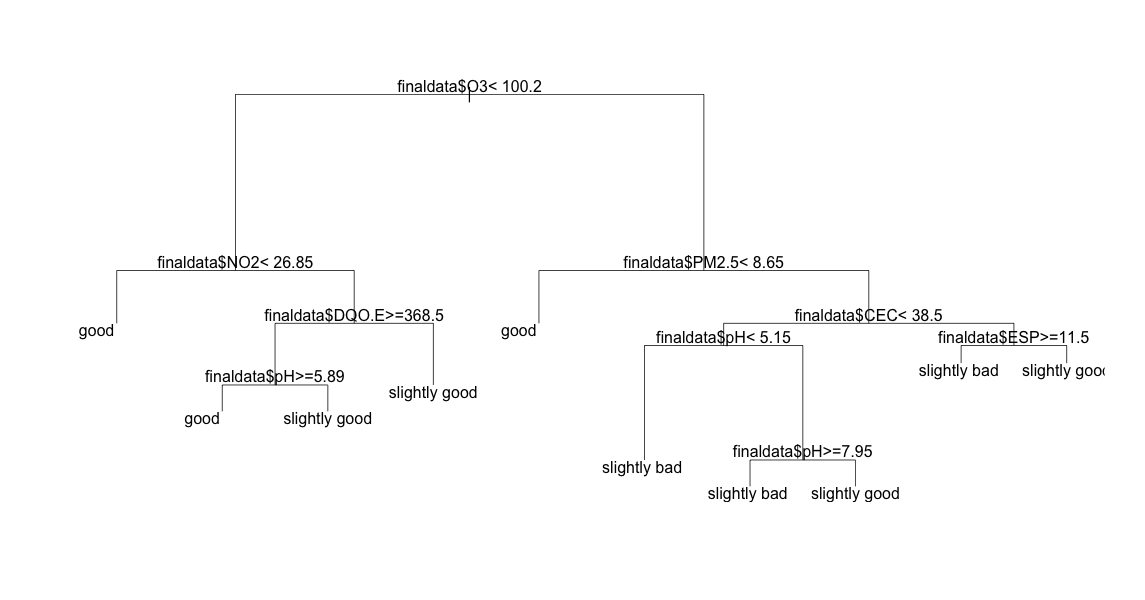 finaldata$O3< 100.2
finaldata$NO2< 26.85
finaldata$PM2.5< 8.65
good
finaldata$DQO.E>=368.5
good
finaldata$CEC< 38.5
finaldata$pH< 5.15
finaldata$ESP>=11.5
slightly bad
slightly good
finaldata$pH>=5.89
slightly good
good
slightly good
finaldata$pH>=7.95
slightly bad
slightly bad
slightly good